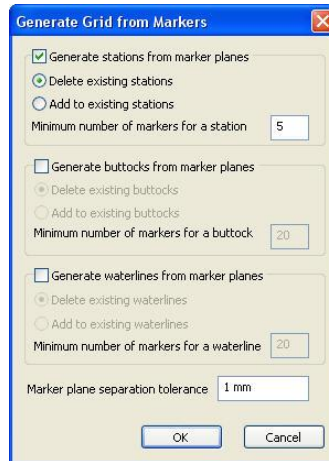 Generate Grid from Markers
Generate stations from marker planes
Delete existing stations
Add to existing stations
Minimum number of markers for a station 5
Generate buttocks from marker planes
Delete existing buttocks
Add to existing buttocks
Minimum number of markers for a buttock 20
Generate waterlines from marker planes
Delete existing waterlines
Add to existing waterlines
Minimum number of markers for a waterline 20
Marker plane separation tolerance 1 mm
OK Cancel